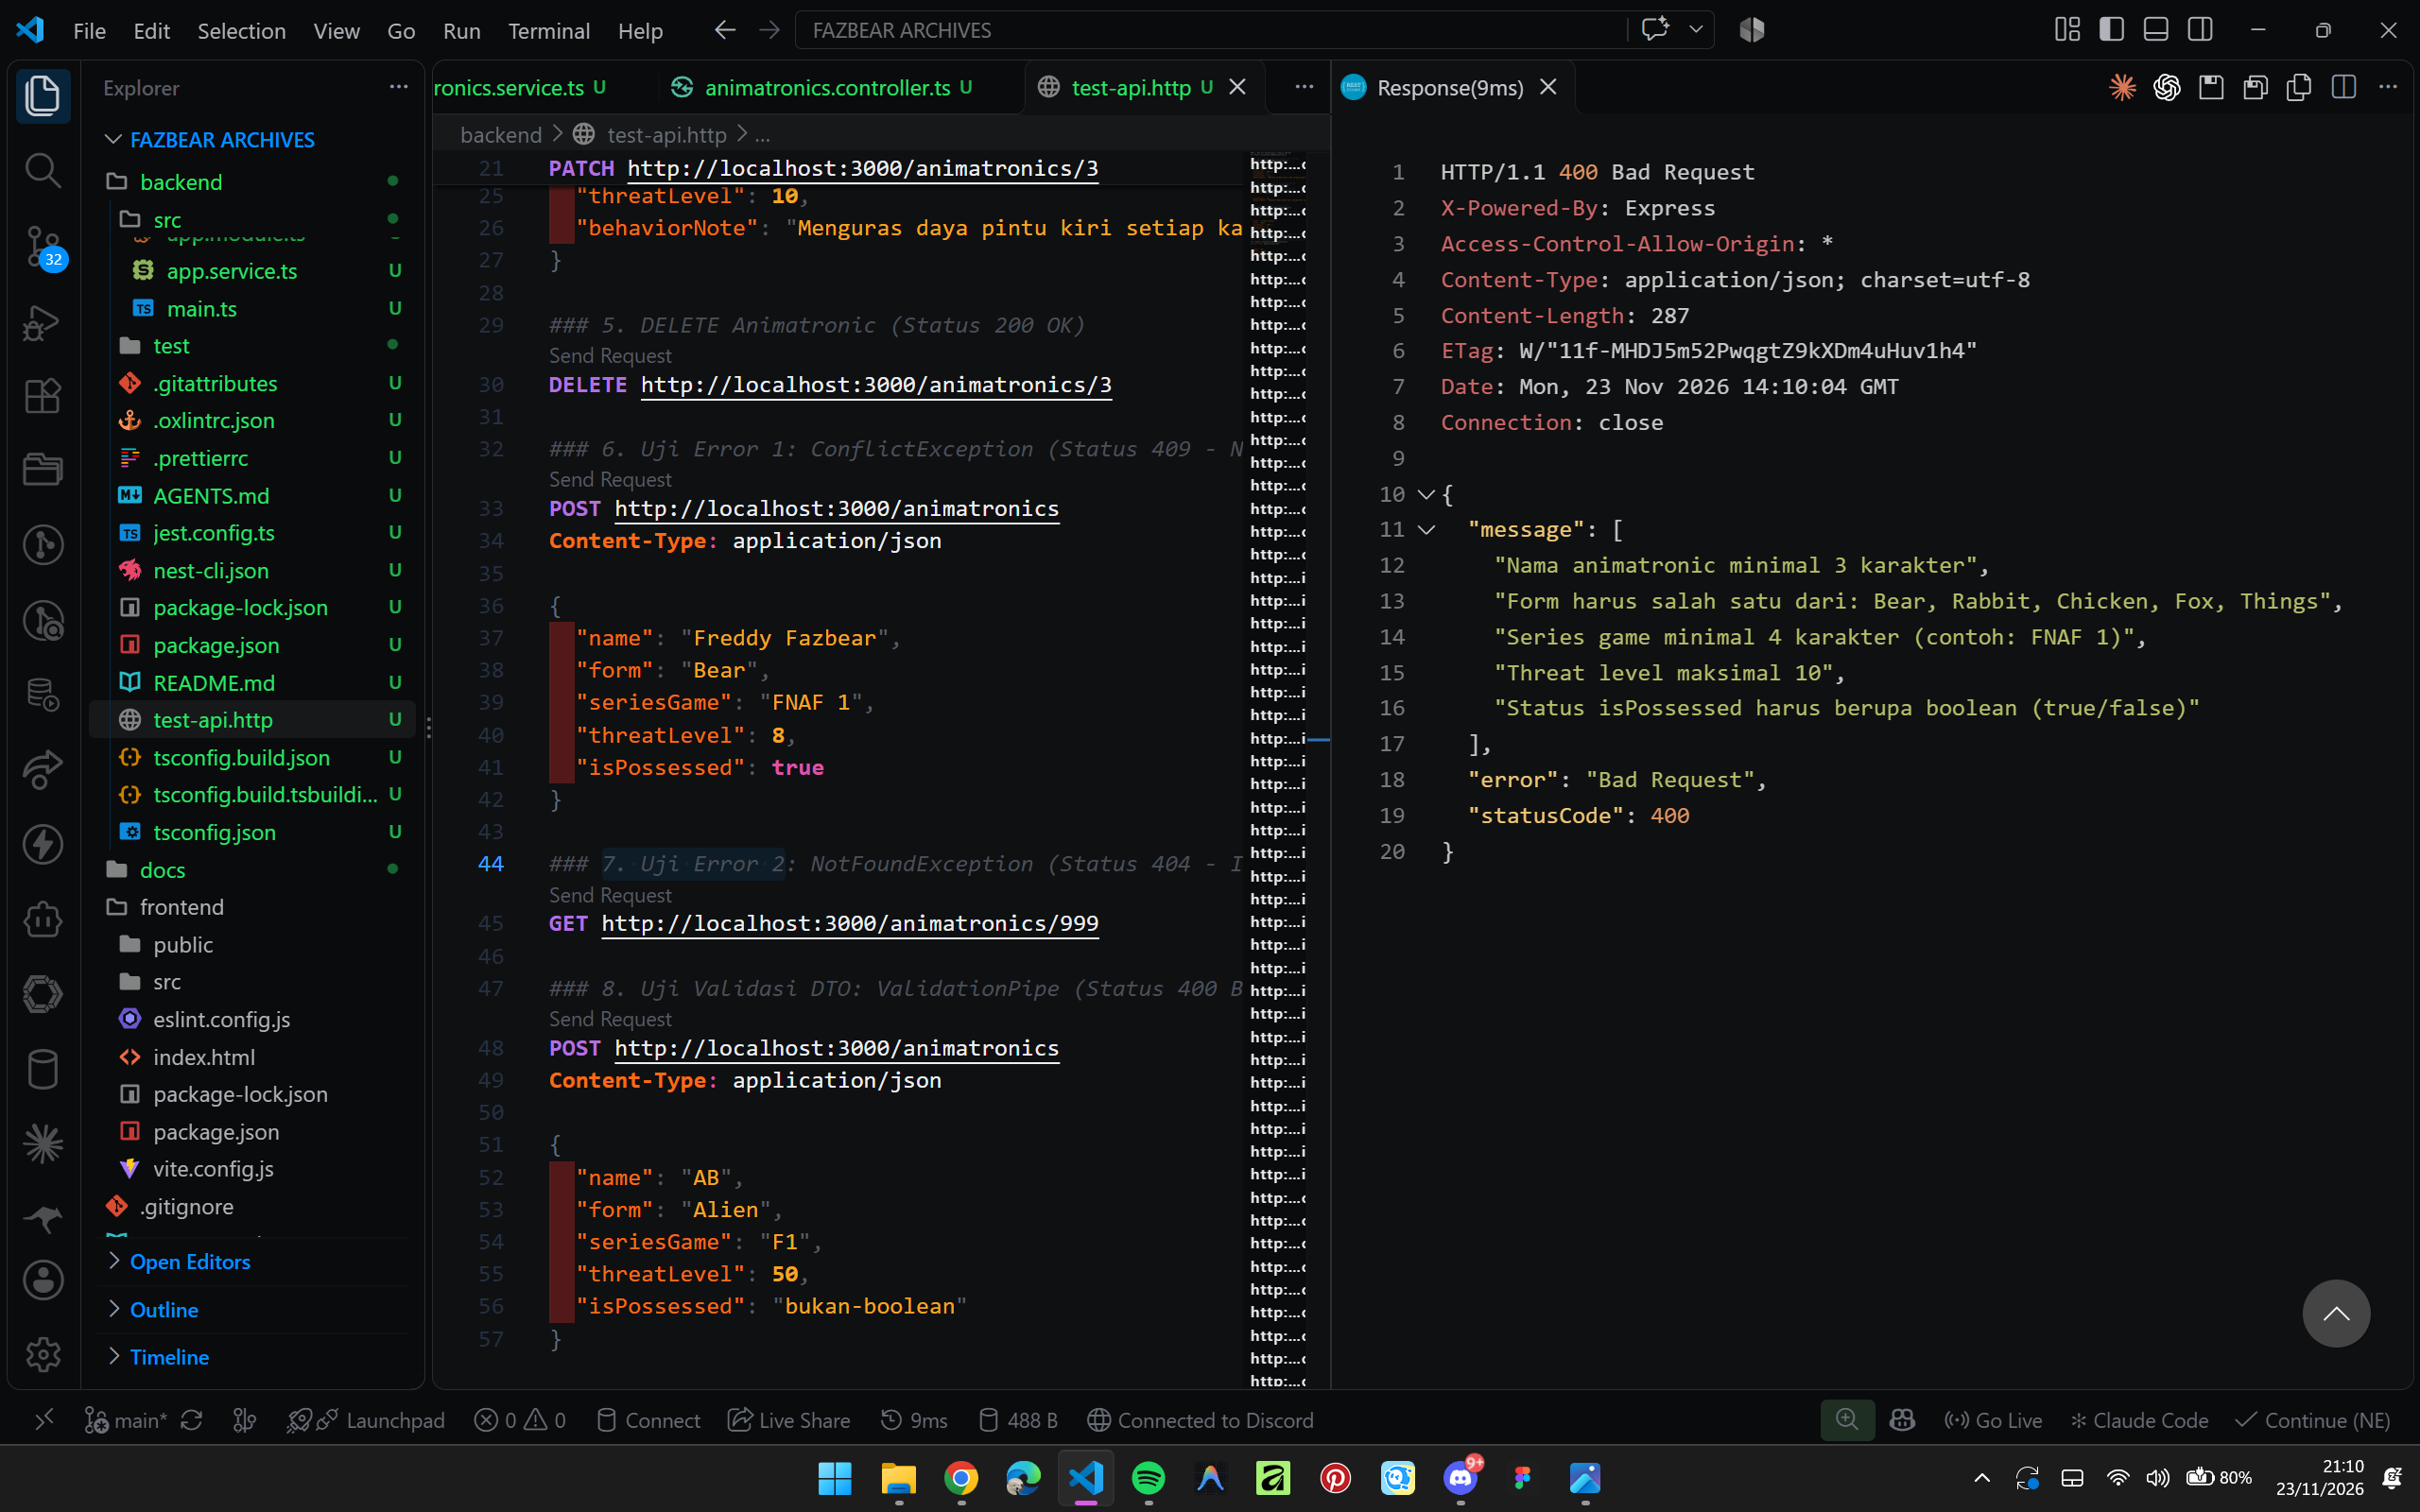 File Edit Selection View Go Run Terminal Help
FAZBEAR ARCHIVES
Explorer
FAZBEAR ARCHIVES
backend
src
app.module.ts
app.service.ts U
main.ts U
test
.gitattributes U
.oxlintrc.json U
.prettierrc U
AGENTS.md U
jest.config.ts U
nest-cli.json U
package-lock.json U
package.json U
README.md U
test-api.http U
tsconfig.build.json U
tsconfig.build.tsbuildi... U
tsconfig.json U
docs
frontend
public
src
eslint.config.js
index.html
package-lock.json
package.json
vite.config.js
.gitignore
Open Editors
Outline
Timeline
32
ronics.service.ts U
animatronics.controller.ts U
test-api.http U
backend > test-api.http > ...
21 PATCH http://localhost:3000/animatronics/3
25 "threatLevel": 10,
26 "behaviorNote": "Menguras daya pintu kiri setiap ka
27 }
28
29 ### 5. DELETE Animatronic (Status 200 OK)
Send Request
30 DELETE http://localhost:3000/animatronics/3
31
32 ### 6. Uji Error 1: ConflictException (Status 409 - N
Send Request
33 POST http://localhost:3000/animatronics
34 Content-Type: application/json
35
36 {
37 "name": "Freddy Fazbear",
38 "form": "Bear",
39 "seriesGame": "FNAF 1",
40 "threatLevel": 8,
41 "isPossessed": true
42 }
43
44 ### 7. Uji Error 2: NotFoundException (Status 404 - I
Send Request
45 GET http://localhost:3000/animatronics/999
46
47 ### 8. Uji Validasi DTO: ValidationPipe (Status 400 B
Send Request
48 POST http://localhost:3000/animatronics
49 Content-Type: application/json
50
51 {
52 "name": "AB",
53 "form": "Alien",
54 "seriesGame": "F1",
55 "threatLevel": 50,
56 "isPossessed": "bukan-boolean"
57 }
Response(9ms)
1 HTTP/1.1 400 Bad Request
2 X-Powered-By: Express
3 Access-Control-Allow-Origin: *
4 Content-Type: application/json; charset=utf-8
5 Content-Length: 287
6 ETag: W/"11f-MHDJ5m52PwqgtZ9kXDm4uHuv1h4"
7 Date: Mon, 23 Nov 2026 14:10:04 GMT
8 Connection: close
9
10 {
11 "message": [
12 "Nama animatronic minimal 3 karakter",
13 "Form harus salah satu dari: Bear, Rabbit, Chicken, Fox, Things",
14 "Series game minimal 4 karakter (contoh: FNAF 1)",
15 "Threat level maksimal 10",
16 "Status isPossessed harus berupa boolean (true/false)"
17 ],
18 "error": "Bad Request",
19 "statusCode": 400
20 }
main* Launchpad 0 0 Connect Live Share 9ms 488 B Connected to Discord Go Live Claude Code Continue (NE)
9+
80%
21:10
23/11/2026